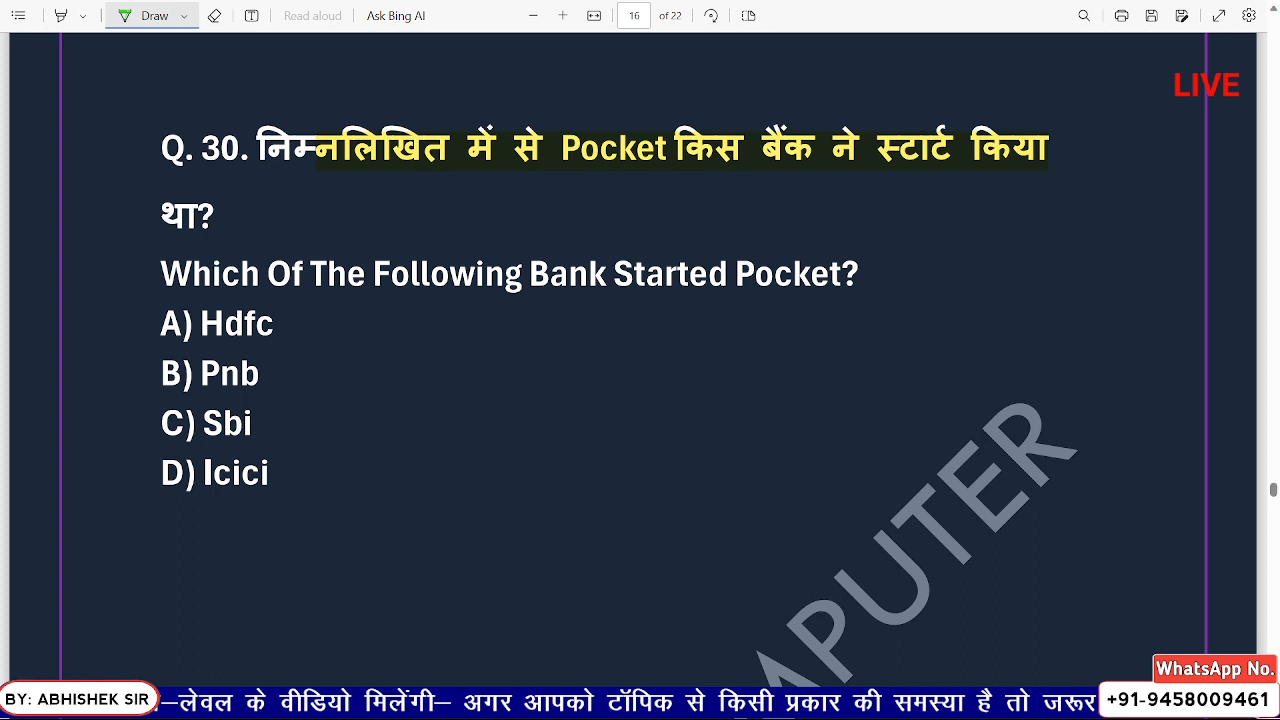 Draw
Read aloud
Ask Bing AI
16
of 22
LIVE
Q. 30. निम्नलिखित में से Pocket किस बैंक ने स्टार्ट किया
था?
Which Of The Following Bank Started Pocket?
A) Hdfc
B) Pnb
C) Sbi
D) Icici
PUTER
WhatsApp No.
BY: ABHISHEK SIR
–लेवल के वीडियो मिलेंगी– अगर आपको टॉपिक से किसी प्रकार की समस्या है तो जरूर
+91-9458009461